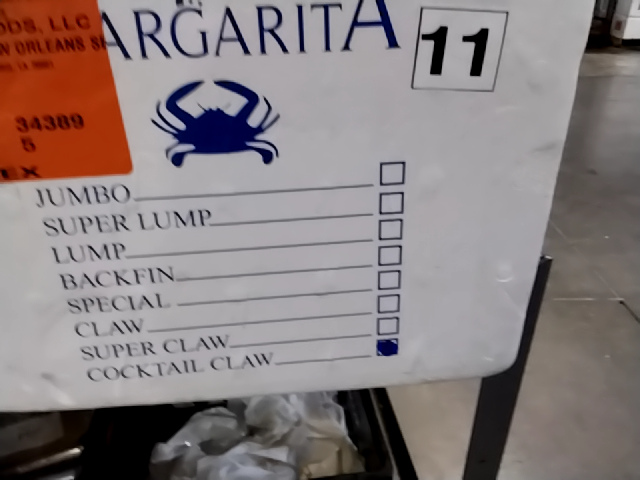 ARGARITA
11
ODS, LLC
W ORLEANS S
34389
5
EX
JUMBO
SUPER LUMP
LUMP
BACKFIN
SPECIAL
CLAW
SUPER CLAW
COCKTAIL CLAW